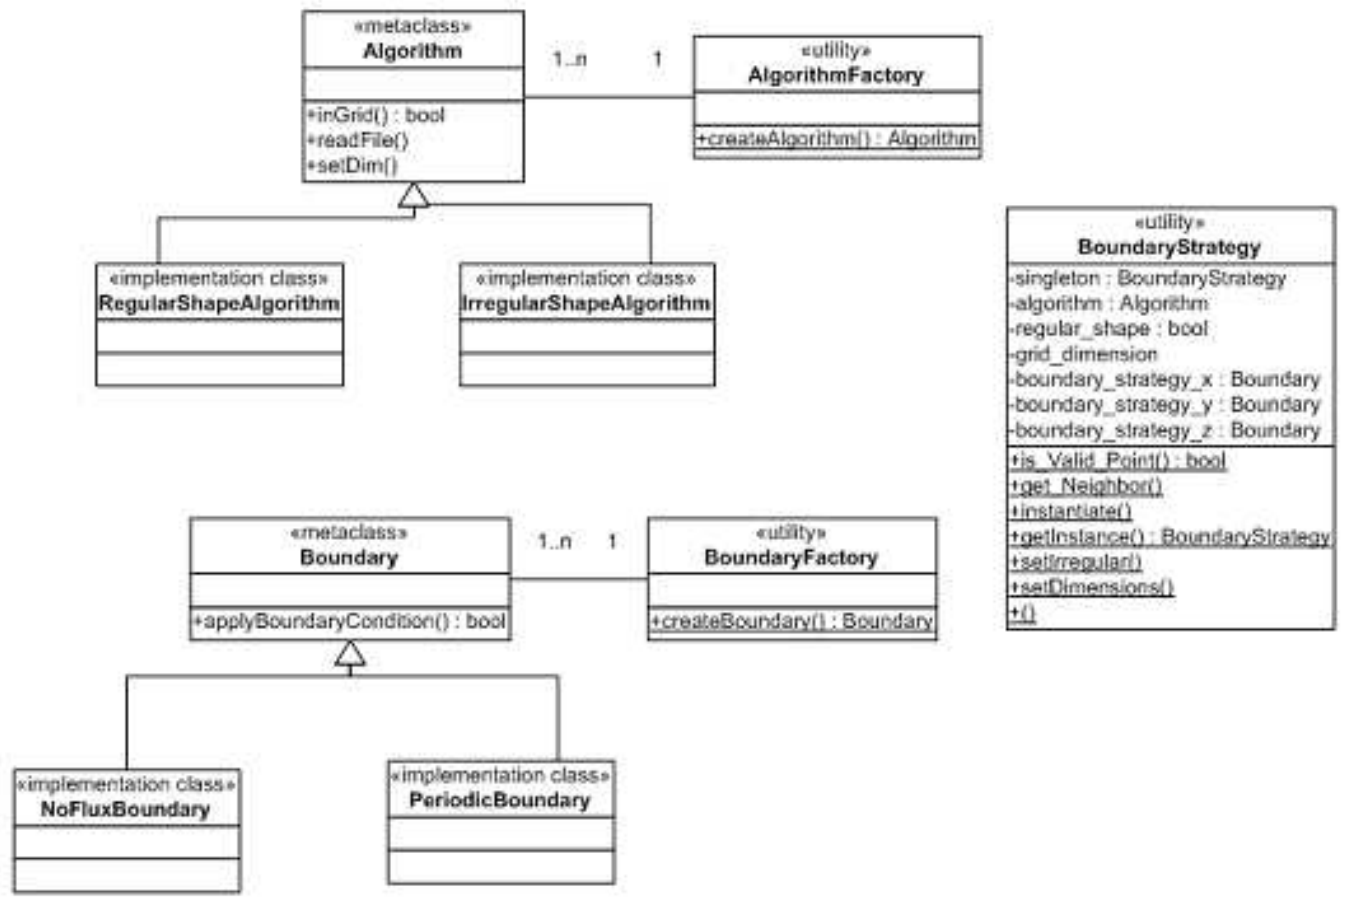 «metaclass»
Algorithm
+inGrid() : bool
+readFile()
+setDim()
1..n
1
«utility»
AlgorithmFactory
+createAlgorithm() : Algorithm
«implementation class»
RegularShapeAlgorithm
«implementation class»
IrregularShapeAlgorithm
«utility»
BoundaryStrategy
-singleton : BoundaryStrategy
-algorithm : Algorithm
-regular_shape : bool
-grid_dimension
-boundary_strategy_x : Boundary
-boundary_strategy_y : Boundary
-boundary_strategy_z : Boundary
+is_Valid_Point() : bool
+get_Neighbor()
+instantiate()
+getInstance() : BoundaryStrategy
+setIrregular()
+setDimensions()
+()
«metaclass»
Boundary
+applyBoundaryCondition() : bool
1..n
1
«utility»
BoundaryFactory
+createBoundary() : Boundary
«implementation class»
NoFluxBoundary
«implementation class»
PeriodicBoundary